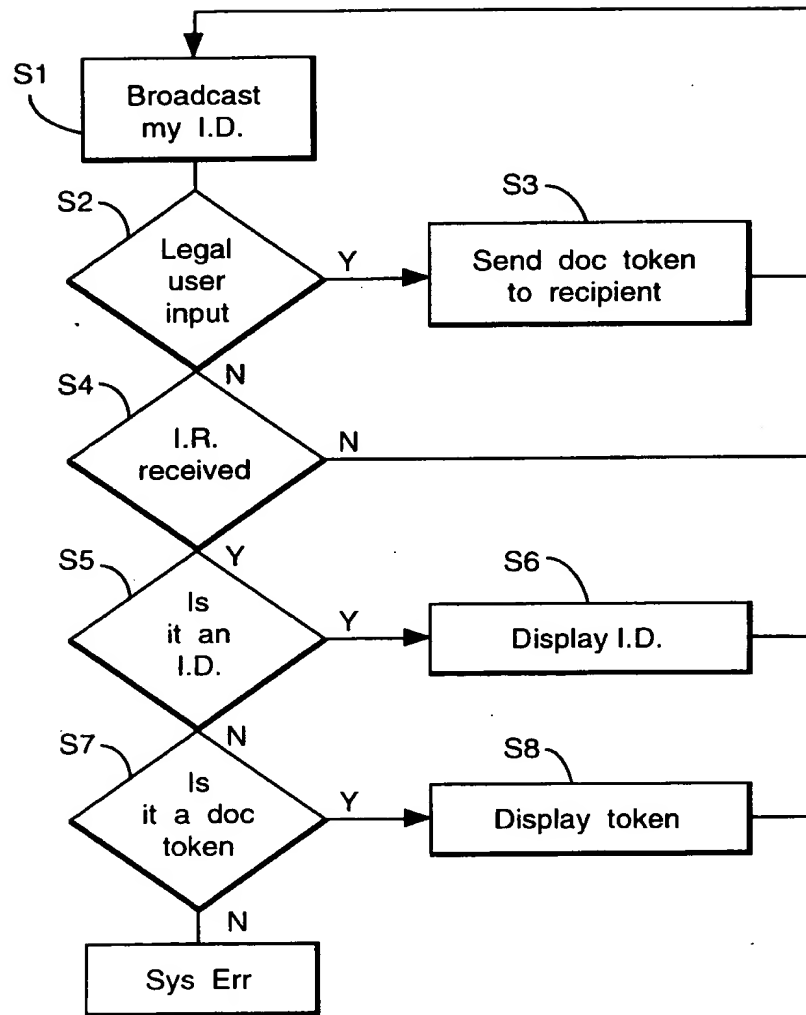 S1
Broadcast
my I.D.
S2
Legal
user
input
Y
S3
Send doc token
to recipient
N
S4
I.R.
received
N
Y
S5
Is
it an
I.D.
Y
S6
Display I.D.
N
S7
Is
it a doc
token
Y
S8
Display token
N
Sys Err